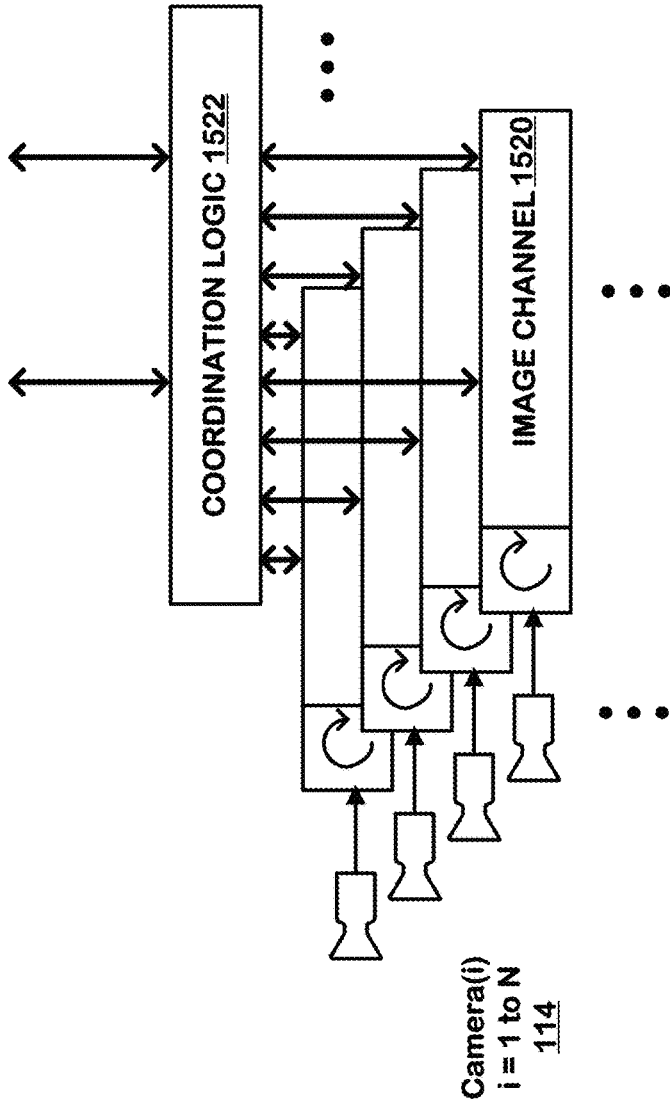 COORDINATION LOGIC 1522
IMAGE CHANNEL 1520
Camera(i)
i = 1 to N
114